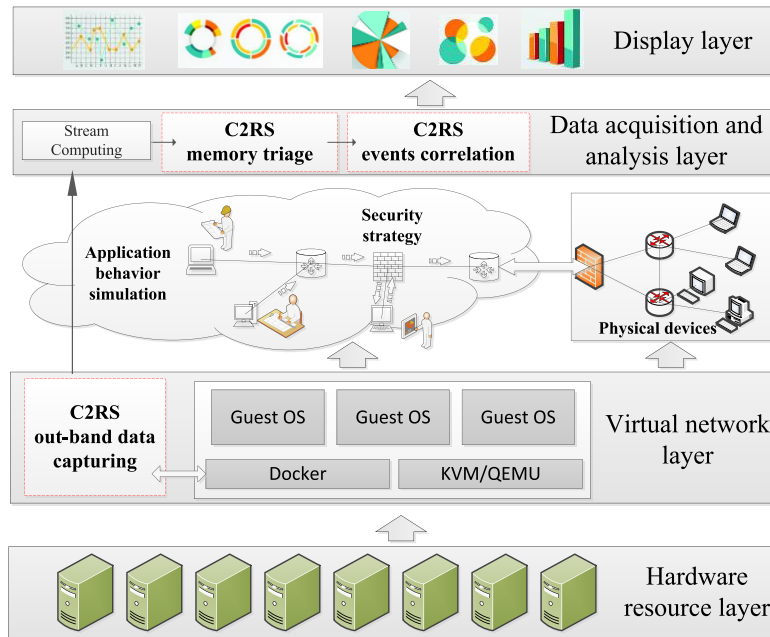 Display layer
Stream
Computing
C2RS
memory triage
C2RS
events correlation
Data acquisition and
analysis layer
Application
behavior
simulation
Security
strategy
Physical devices
C2RS
out-band data
capturing
Guest OS
Guest OS
Guest OS
Docker
KVM/QEMU
Virtual network
layer
Hardware
resource layer